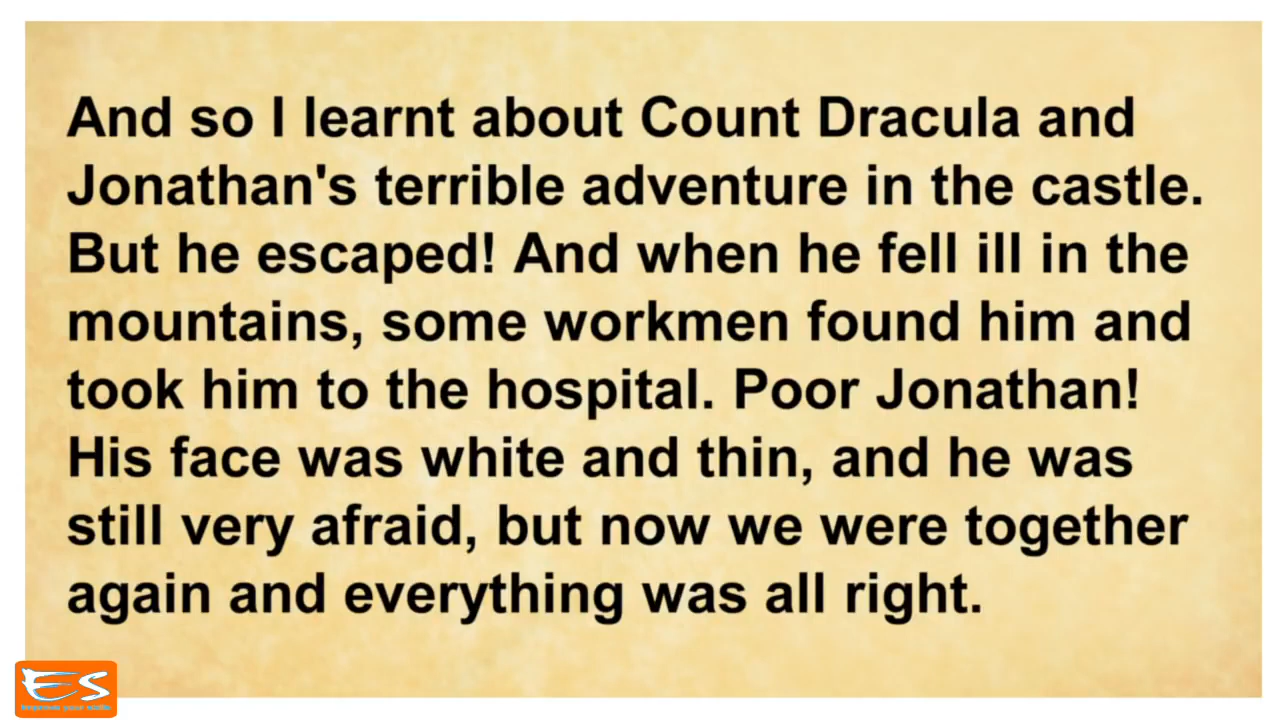 And so I learnt about Count Dracula and
Jonathan's terrible adventure in the castle.
But he escaped! And when he fell ill in the
mountains, some workmen found him and
took him to the hospital. Poor Jonathan!
His face was white and thin, and he was
still very afraid, but now we were together
again and everything was all right.
ES